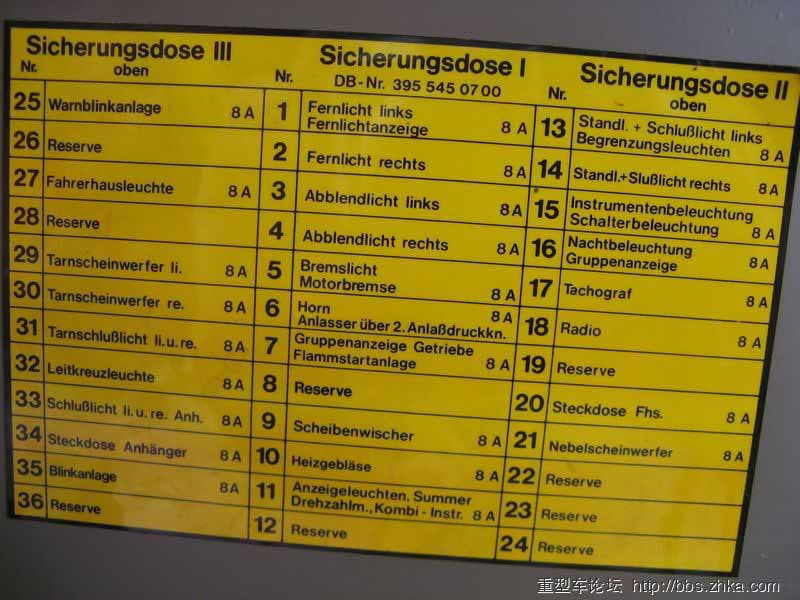 Sicherungsdose III
Nr. oben
25 Warnblinkanlage 8 A
26 Reserve
27 Fahrerhausleuchte 8 A
28 Reserve
29 Tarnscheinwerfer li. 8 A
30 Tarnscheinwerfer re. 8 A
31 Tarnschlußlicht li.u.re. 8 A
32 Leitkreuzleuchte 8 A
33 Schlußlicht li. u. re. Anh. 8 A
34 Steckdose Anhänger 8 A
35 Blinkanlage 8 A
36 Reserve
Sicherungsdose I
Nr. DB-Nr. 395 545 07 00
1 Fernlicht links
Fernlichtanzeige 8 A
2 Fernlicht rechts 8 A
3 Abblendlicht links 8 A
4 Abblendlicht rechts 8 A
5 Bremslicht
Motorbremse 8 A
6 Horn 8 A
Anlasser über 2. Anlaßdruckkn.
7 Gruppenanzeige Getriebe
Flammstartanlage 8 A
8 Reserve
9 Scheibenwischer 8 A
10 Heizgebläse 8 A
11 Anzeigeleuchten, Summer
Drehzahlm., Kombi-Instr. 8 A
12 Reserve
Sicherungsdose II
Nr. oben
13 Standl. + Schlußlicht links
Begrenzungsleuchten 8 A
14 Standl.+Slußlicht rechts 8 A
15 Instrumentenbeleuchtung
Schalterbeleuchtung 8 A
16 Nachtbeleuchtung
Gruppenanzeige 8 A
17 Tachograf 8 A
18 Radio 8 A
19 Reserve
20 Steckdose Fhs. 8 A
21 Nebelscheinwerfer 8 A
22 Reserve
23 Reserve
24 Reserve
重型车论坛 http://bbs.zhka.com